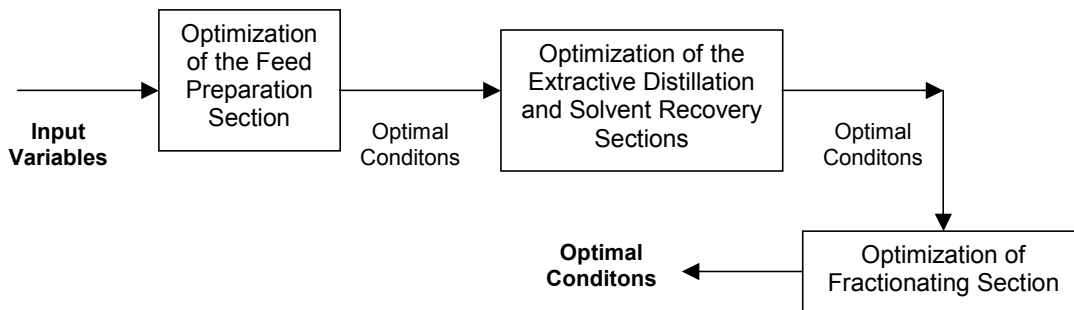 Optimization
of the Feed
Preparation
Section
Input
Variables
Optimal
Conditons
Optimization of the
Extractive Distillation
and Solvent Recovery
Sections
Optimal
Conditons
Optimization of
Fractionating Section
Optimal
Conditons